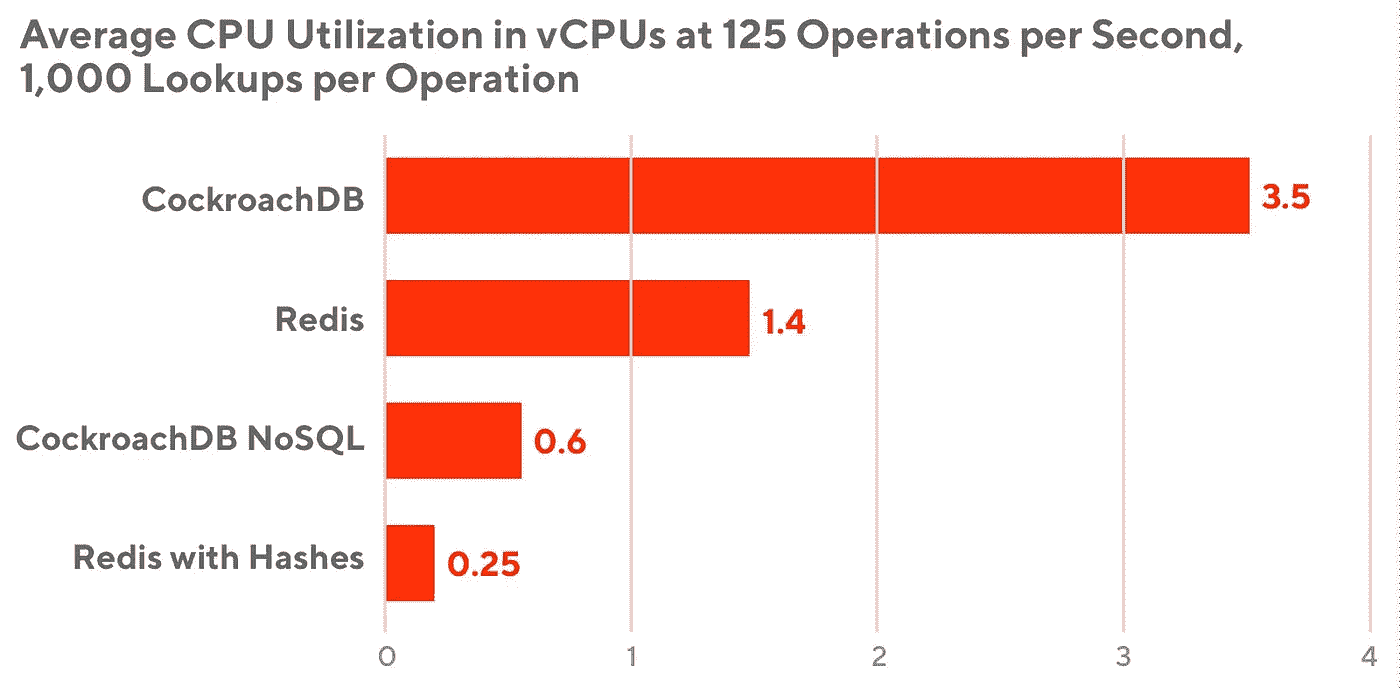 Average CPU Utilization in vCPUs at 125 Operations per Second,
1,000 Lookups per Operation
CockroachDB
3.5
Redis
1.4
CockroachDB NoSQL
0.6
Redis with Hashes
0.25
0 1 2 3 4